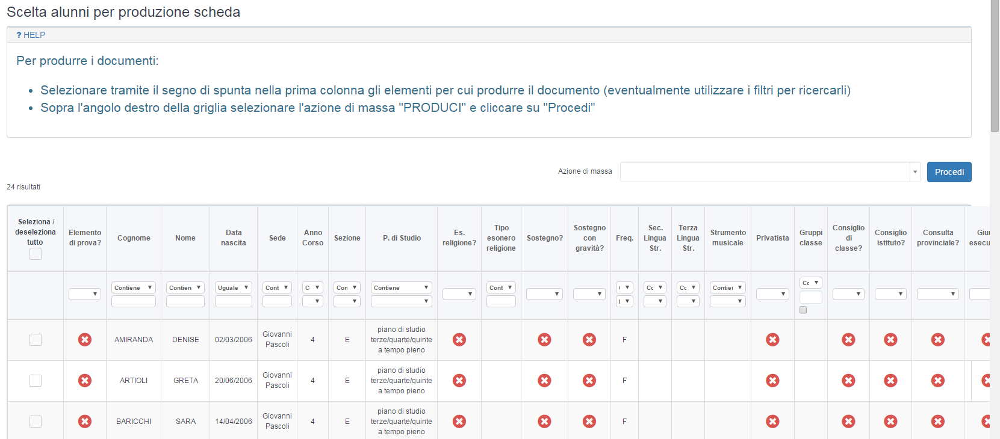 Scelta alunni per produzione scheda
? HELP
Per produrre i documenti:
• Selezionare tramite il segno di spunta nella prima colonna gli elementi per cui produrre il documento (eventualmente utilizzare i filtri per ricercarli)
• Sopra l'angolo destro della griglia selezionare l'azione di massa "PRODUCI" e cliccare su "Procedi"
Azione di massa Procedi
24 risultati
Seleziona / deseleziona tutto Elemento di prova? Cognome Nome Data nascita Sede Anno Corso Sezione P. di Studio Es. religione? Tipo esonero religione Sostegno? Sostegno con gravità? Freq. Sec. Lingua Str. Terza Lingua Str. Strumento musicale Privatista Gruppi classe Consiglio di classe? Consiglio istituto? Consulta provinciale?
Contiene Contien Uguale Cont Con Contiene Cont Cc Cc Contier Cc
AMIRANDA DENISE 02/03/2006 Giovanni Pascoli 4 E piano di studio terze/quarte/quinte a tempo pieno F
ARTIOLI GRETA 20/06/2006 Giovanni Pascoli 4 E piano di studio terze/quarte/quinte a tempo pieno F
BARICCHI SARA 14/04/2006 Giovanni Pascoli 4 E piano di studio terze/quarte/quinte a tempo pieno F